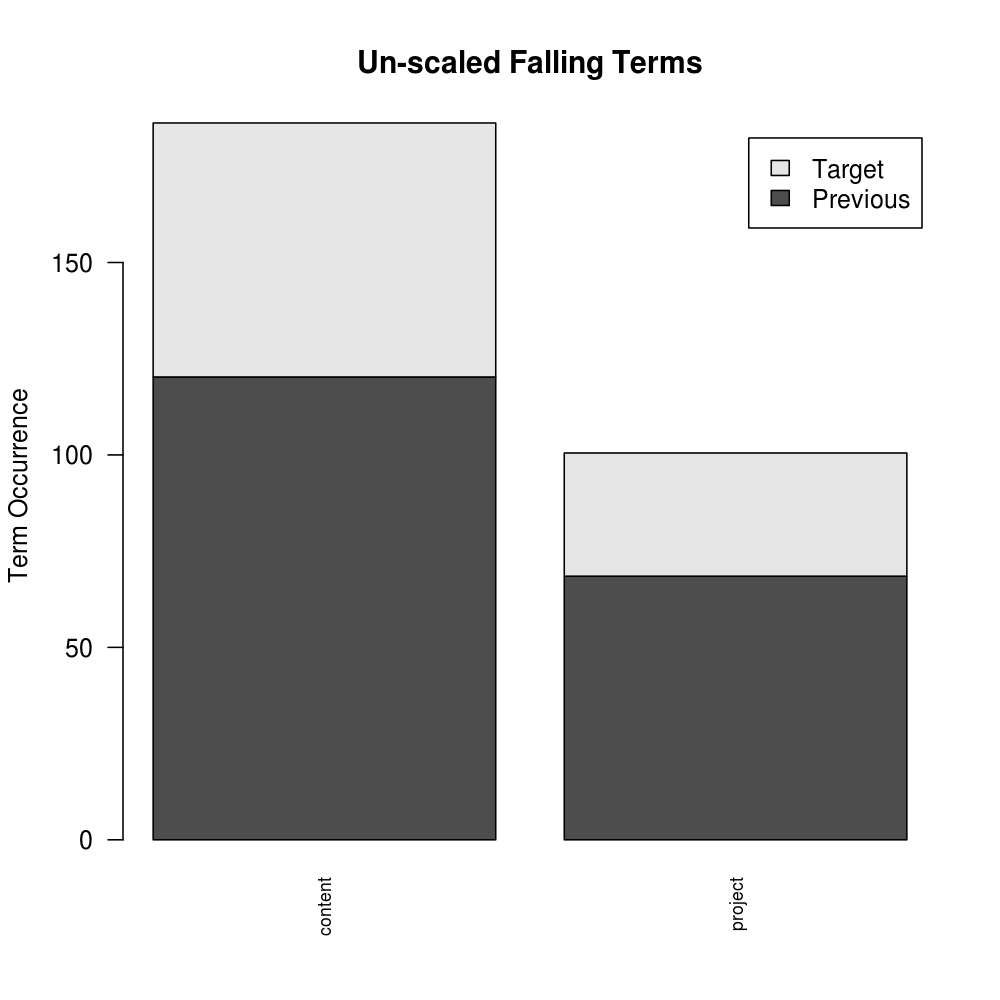 Un-scaled Falling Terms
Target
Previous
Term Occurrence
150
100
50
0
content
project